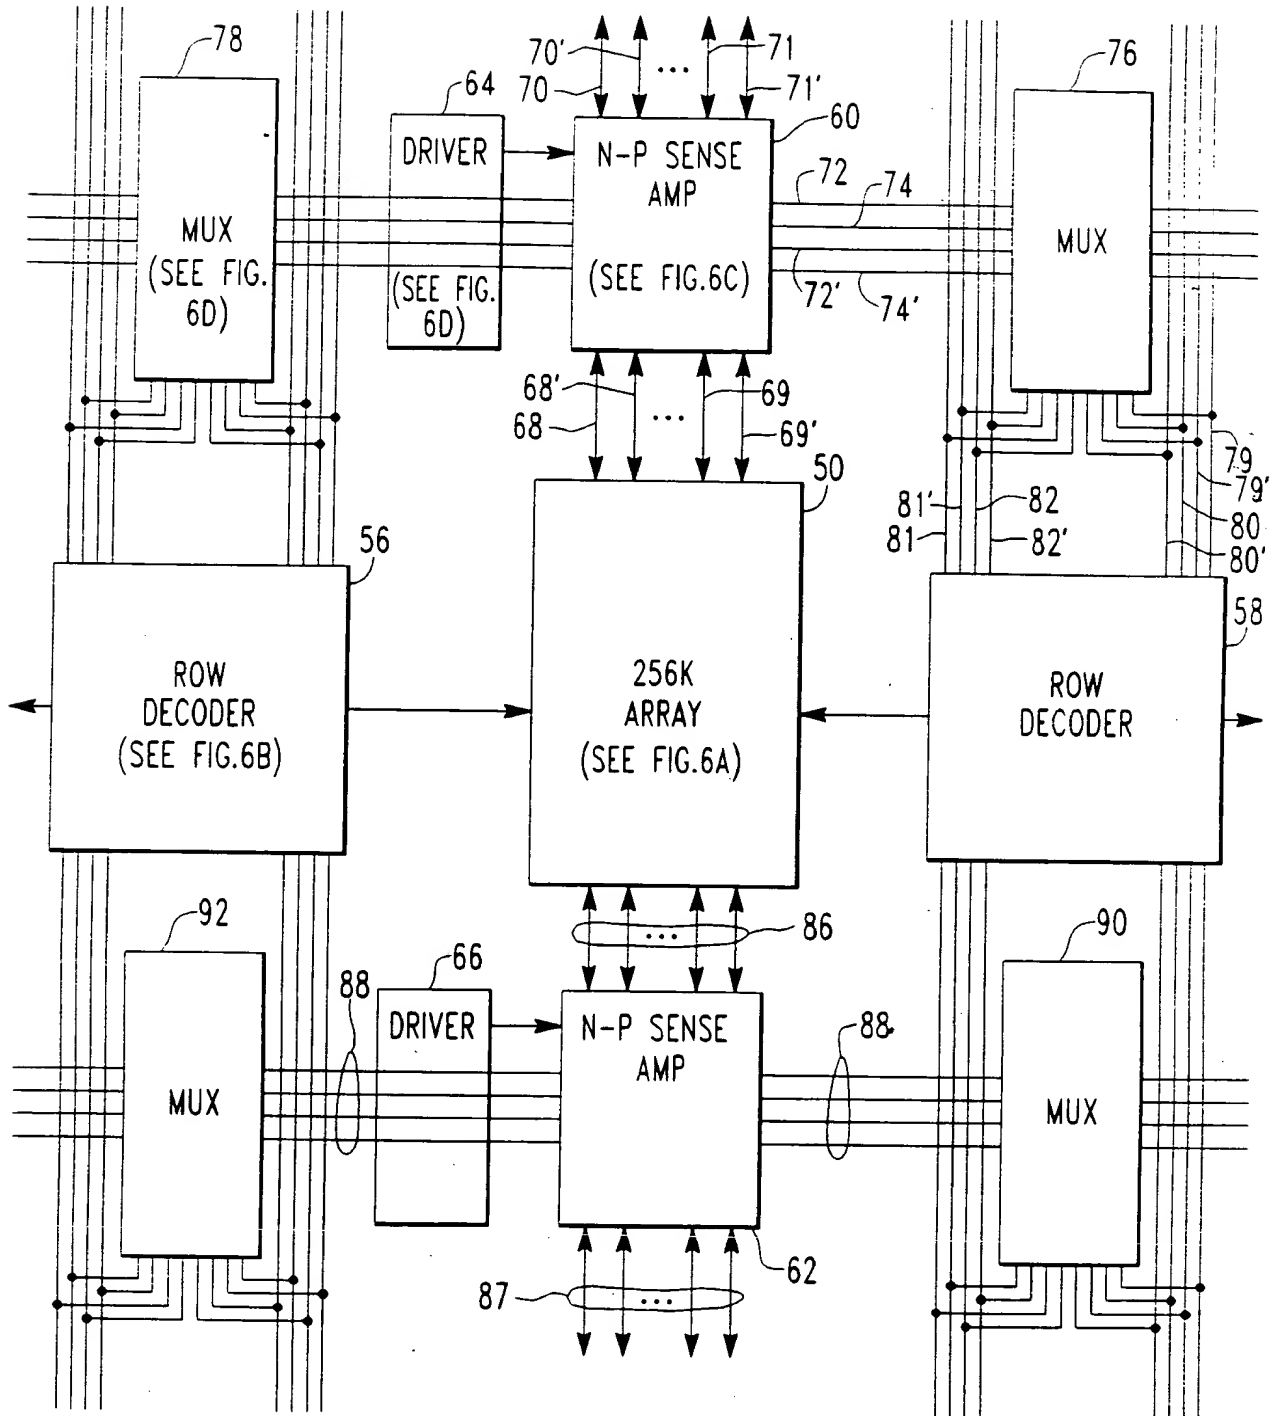 78
70'
70
71
71'
76
64
60
DRIVER
(SEE FIG.
6D)
N-P SENSE
AMP
(SEE FIG.6C)
72
74
72'
74'
MUX
(SEE FIG.
6D)
MUX
68'
68
...
69
69'
50
81'
81
82
82'
79
79'
80
80'
56
58
ROW
DECODER
(SEE FIG.6B)
256K
ARRAY
(SEE FIG.6A)
ROW
DECODER
92
86
...
90
66
88
DRIVER
N-P SENSE
AMP
88
MUX
MUX
62
87
...
...